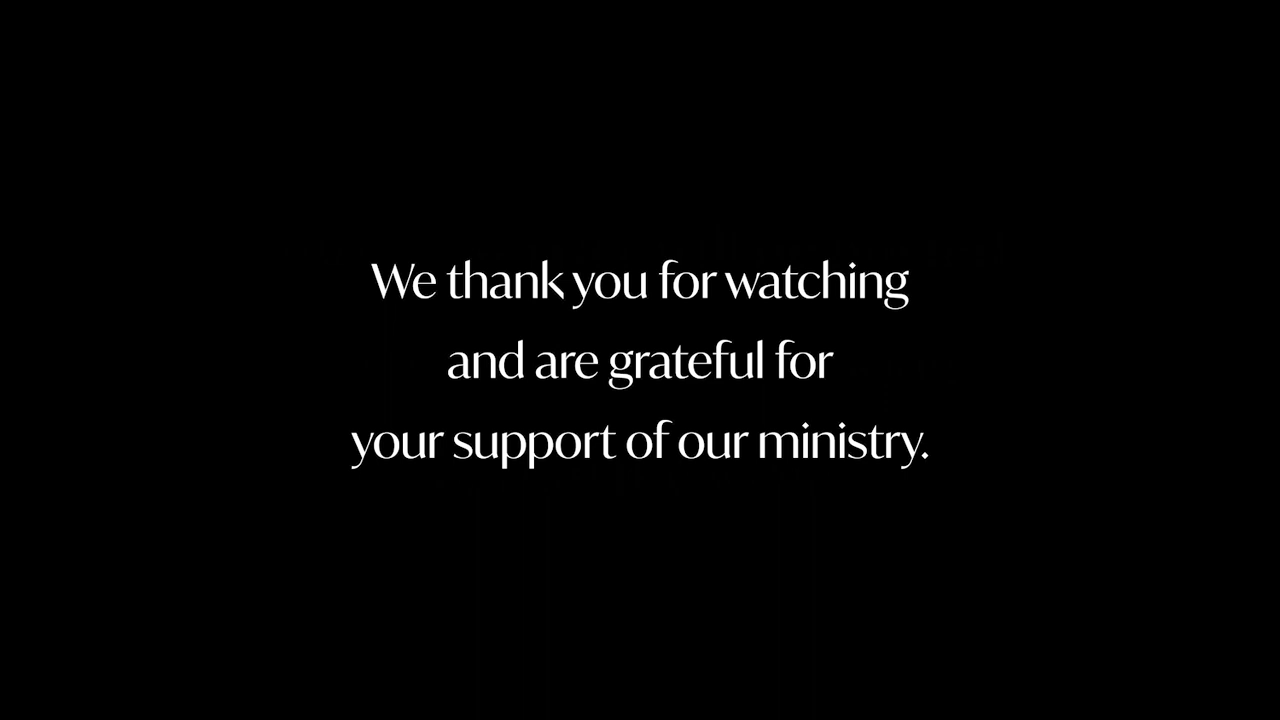 We thank you for watching
and are grateful for
your support of our ministry.